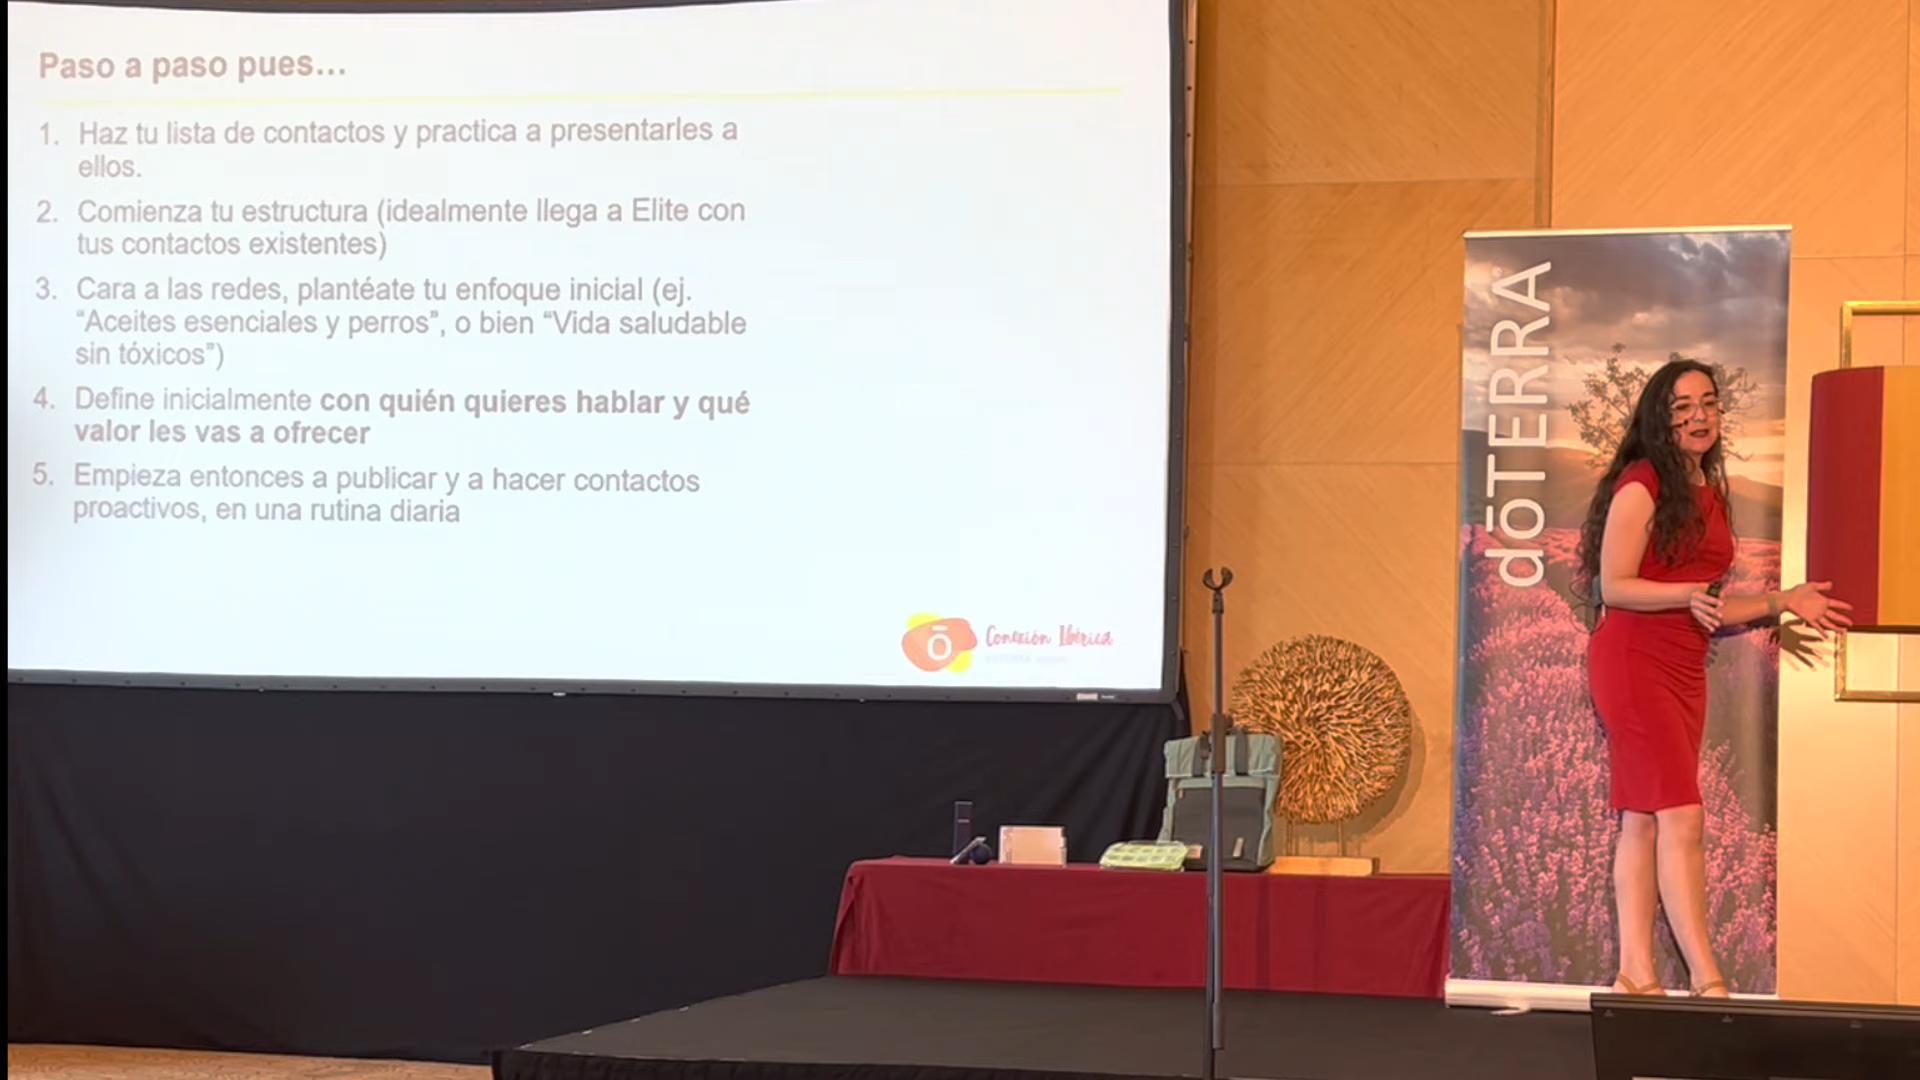 Paso a paso pues...
1. Haz tu lista de contactos y practica a presentarles a
ellos.
2. Comienza tu estructura (idealmente llega a Elite con
tus contactos existentes)
3. Cara a las redes, plantéate tu enfoque inicial (ej.
“Aceites esenciales y perros”, o bien “Vida saludable
sin tóxicos”)
4. Define inicialmente con quién quieres hablar y qué
valor les vas a ofrecer
5. Empieza entonces a publicar y a hacer contactos
proactivos, en una rutina diaria
ō Conexión Ibérica
dōTERRA